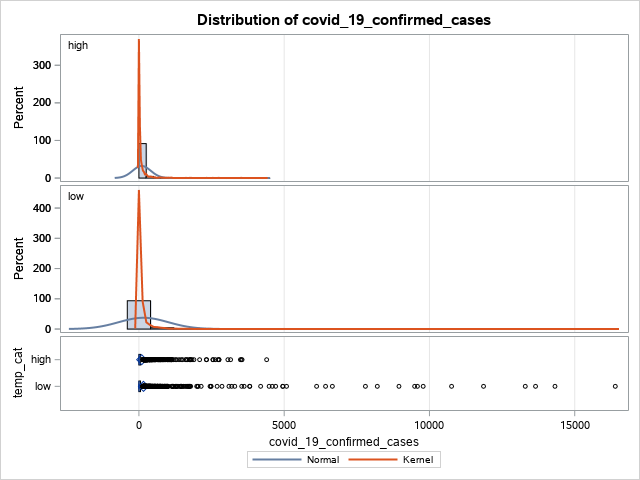 Distribution of covid_19_confirmed_cases
high
Percent
300
200
100
0
low
Percent
400
300
200
100
0
temp_cat
high
low
0 5000 10000 15000
covid_19_confirmed_cases
Normal Kernel